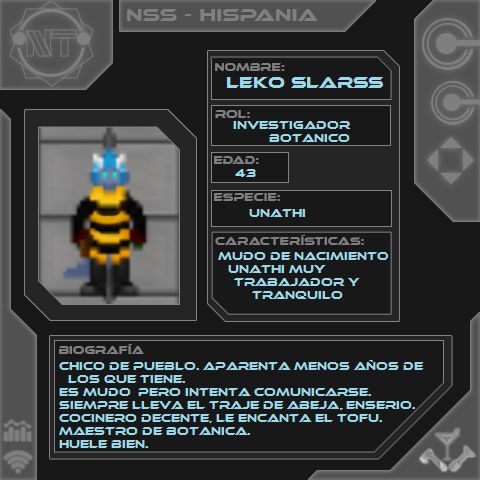 NT
NSS - HISPANIA
NOMBRE:
LEKO SLARSS
ROL:
INVESTIGADOR
BOTANICO
EDAD:
43
ESPECIE:
UNATHI
CARACTERÍSTICAS:
MUDO DE NACIMIENTO
UNATHI MUY
TRABAJADOR Y
TRANQUILO
BIOGRAFÍA
CHICO DE PUEBLO. APARENTA MENOS AÑOS DE
LOS QUE TIENE.
ES MUDO PERO INTENTA COMUNICARSE.
SIEMPRE LLEVA EL TRAJE DE ABEJA, ENSERIO.
COCINERO DECENTE, LE ENCANTA EL TOFU.
MAESTRO DE BOTANICA.
HUELE BIEN.